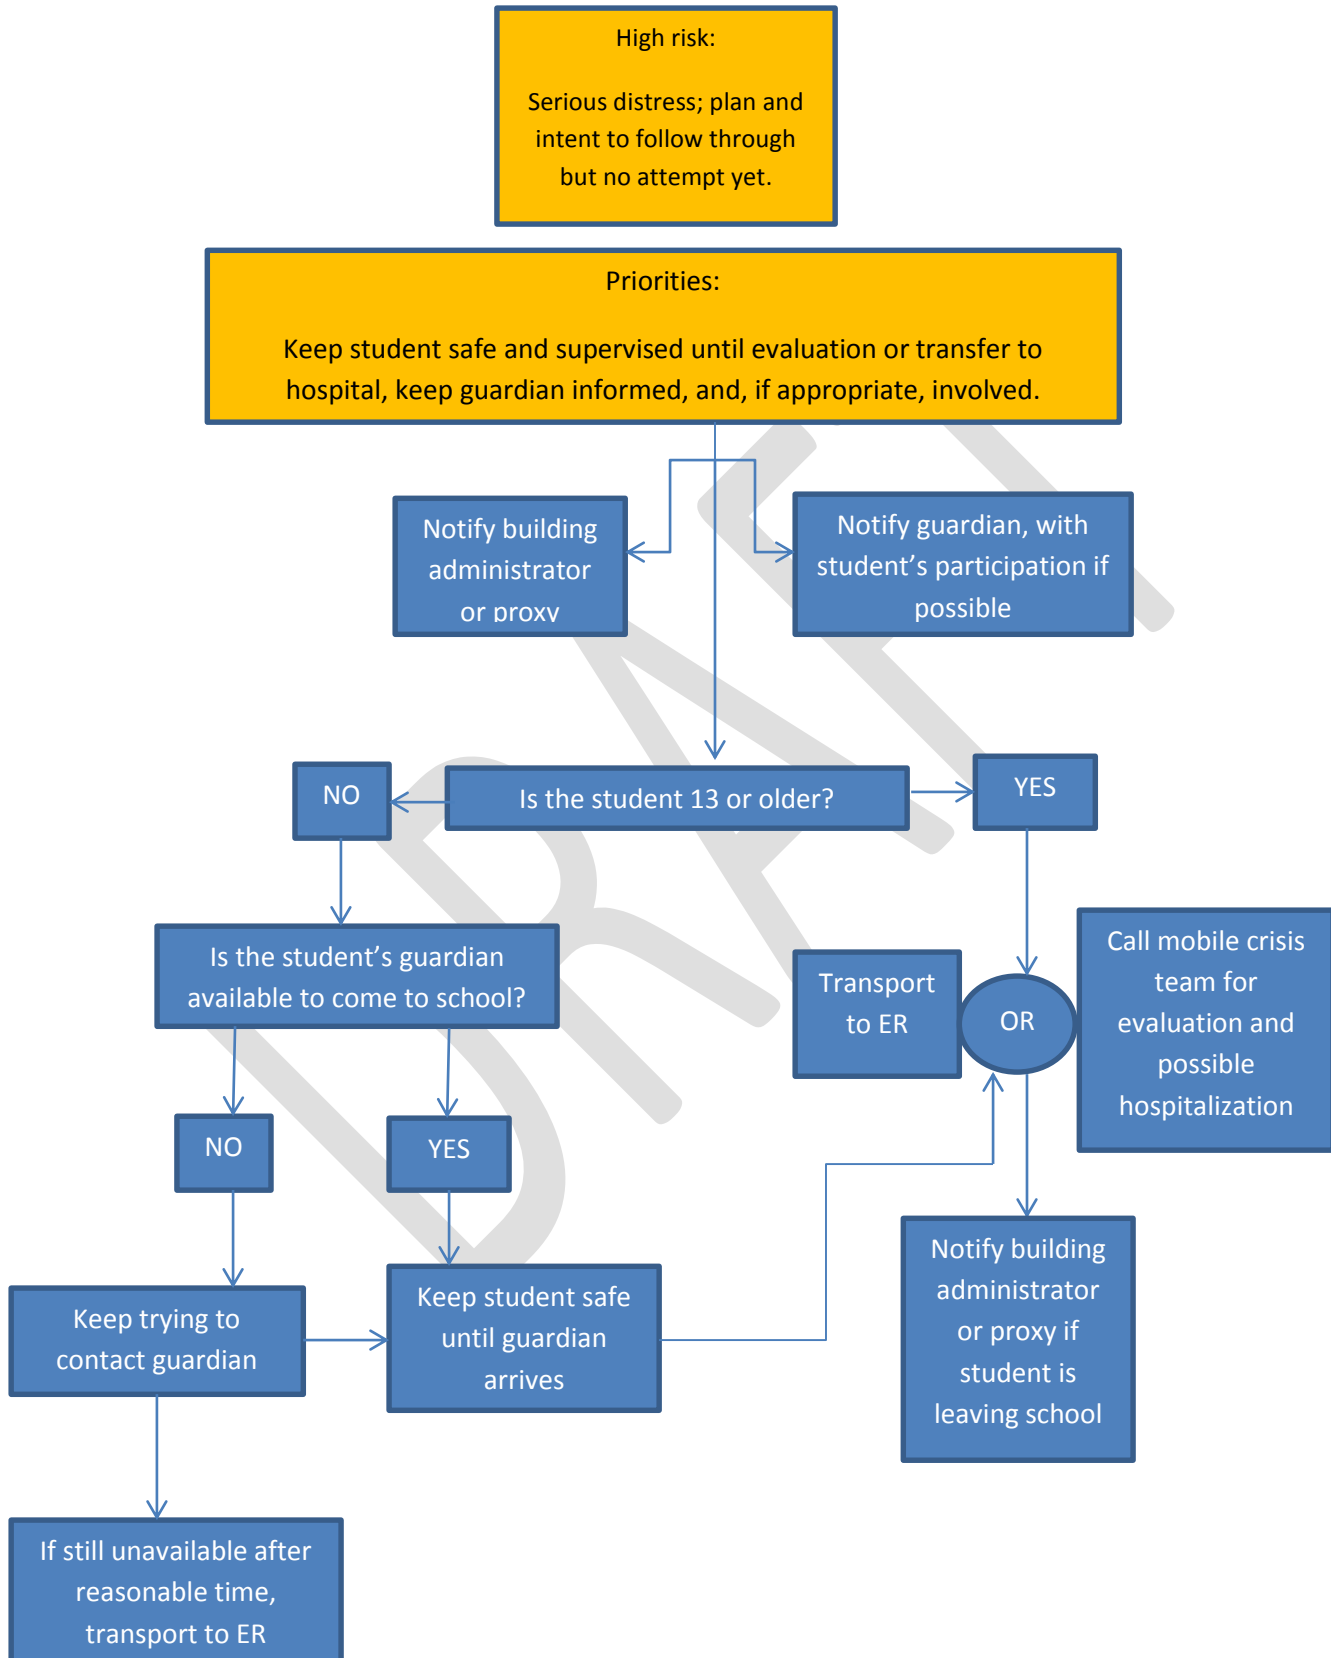 High risk:
Serious distress; plan and
intent to follow through
but no attempt yet.
Priorities:
Keep student safe and supervised until evaluation or transfer to
hospital, keep guardian informed, and, if appropriate, involved.
Notify building
administrator
or proxy
Notify guardian, with
student’s participation if
possible
DRAFT
NO
Is the student 13 or older?
YES
Is the student’s guardian
available to come to school?
Transport
to ER
OR
Call mobile crisis
team for
evaluation and
possible
hospitalization
NO
YES
Keep trying to
contact guardian
Keep student safe
until guardian
arrives
Notify building
administrator
or proxy if
student is
leaving school
If still unavailable after
reasonable time,
transport to ER